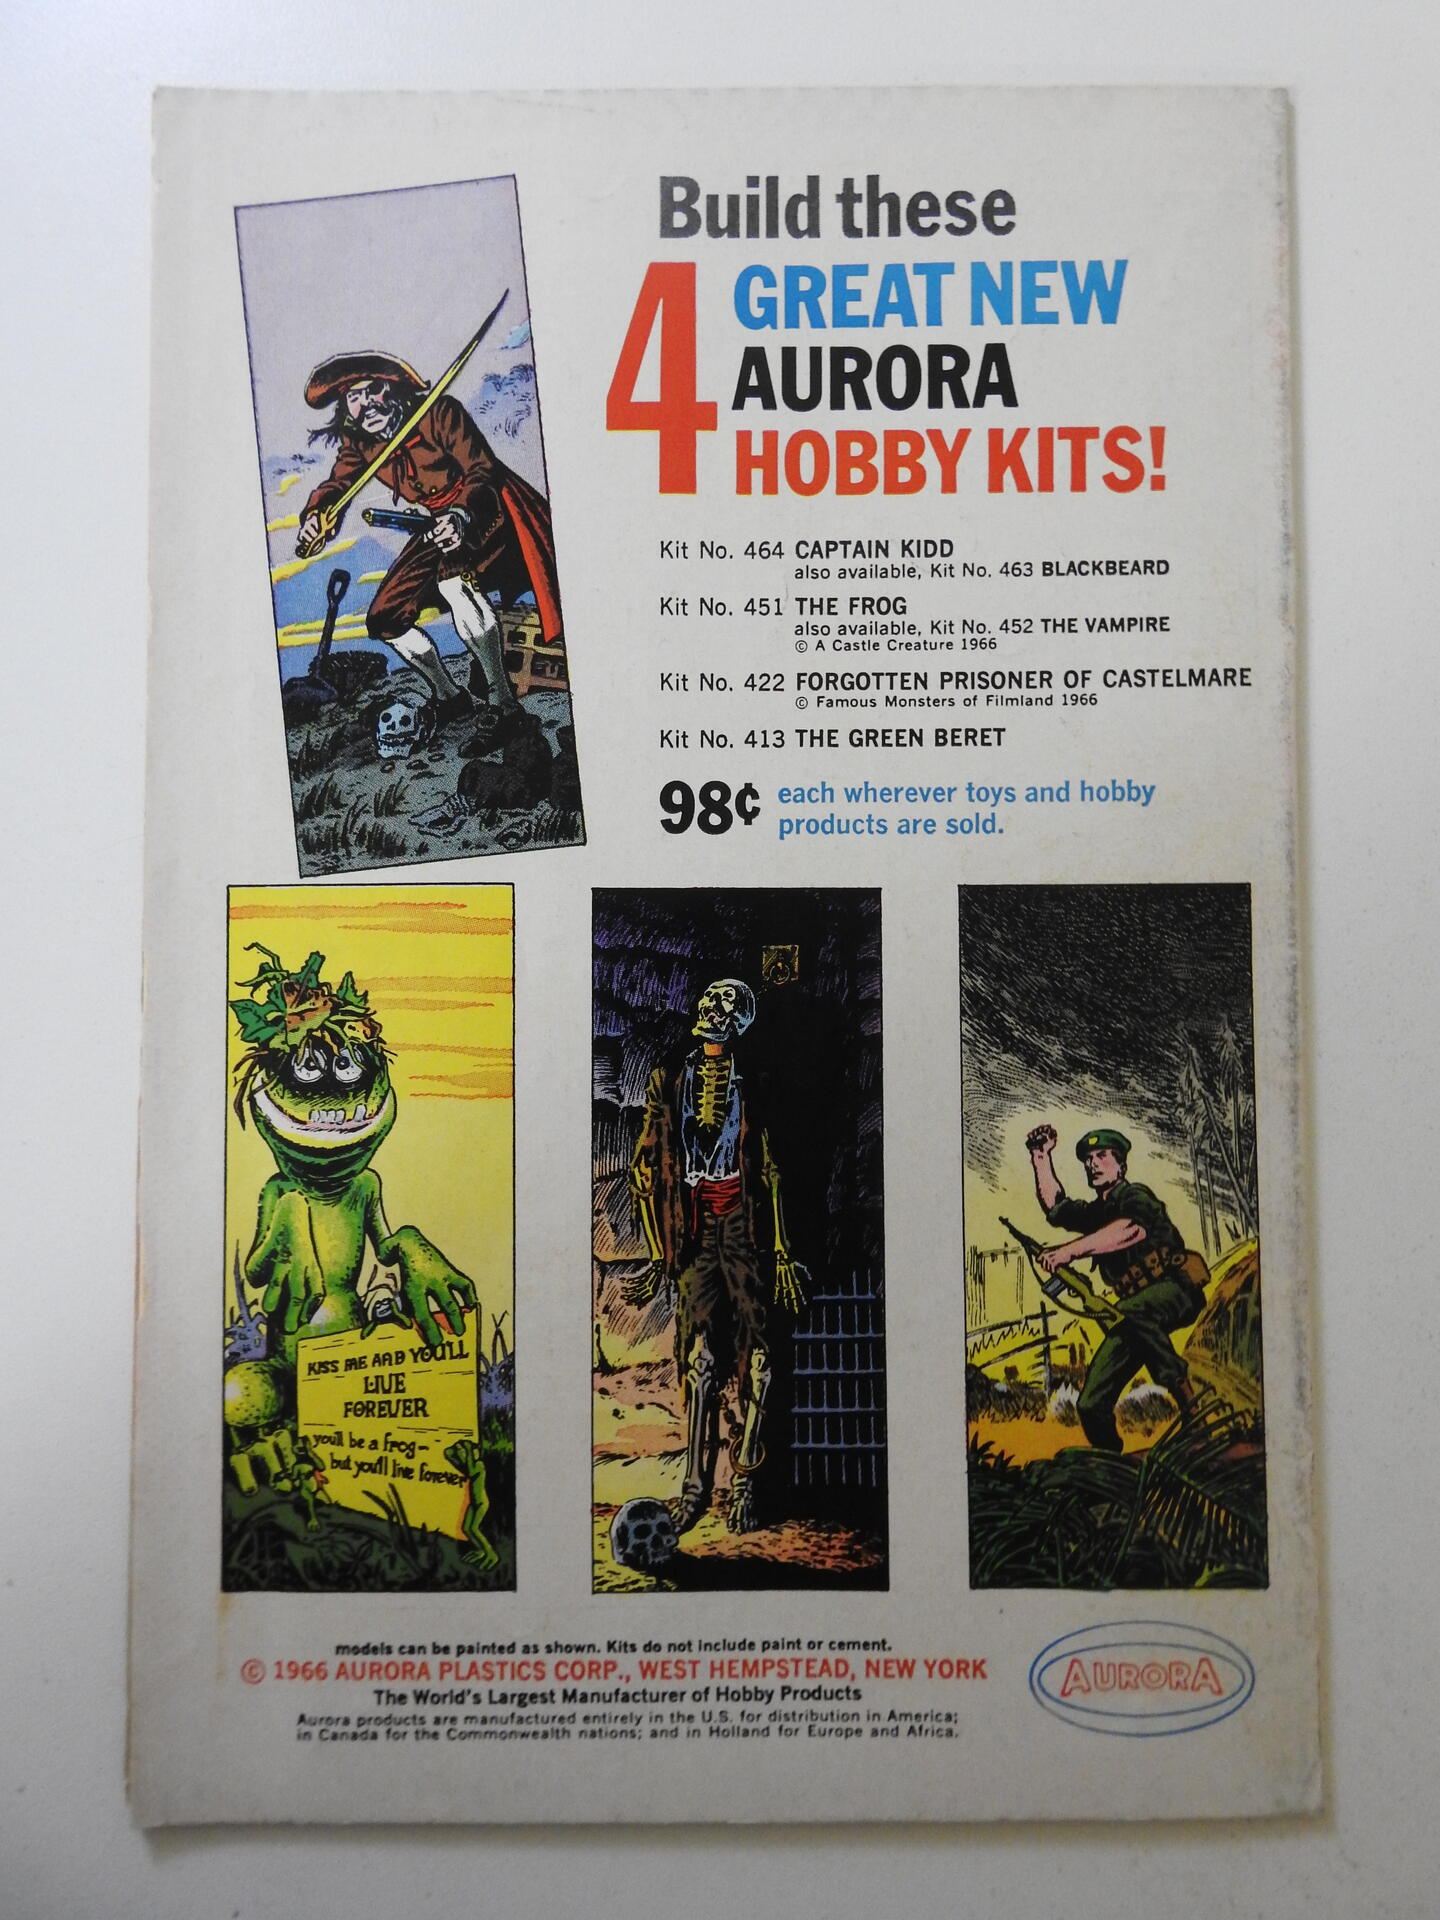 Build these
4 GREAT NEW
AURORA
HOBBY KITS!
Kit No. 464 CAPTAIN KIDD
also available, Kit No. 463 BLACKBEARD
Kit No. 451 THE FROG
also available, Kit No. 452 THE VAMPIRE
© A Castle Creature 1966
Kit No. 422 FORGOTTEN PRISONER OF CASTELMARE
© Famous Monsters of Filmland 1966
Kit No. 413 THE GREEN BERET
98¢ each wherever toys and hobby
products are sold.
KISS ME AND YOU'LL
LIVE
FOREVER
you'll be a frog–
but you'll live forever
models can be painted as shown. Kits do not include paint or cement.
© 1966 AURORA PLASTICS CORP., WEST HEMPSTEAD, NEW YORK
The World's Largest Manufacturer of Hobby Products
Aurora products are manufactured entirely in the U.S. for distribution in America;
in Canada for the Commonwealth nations; and in Holland for Europe and Africa.
AURORA